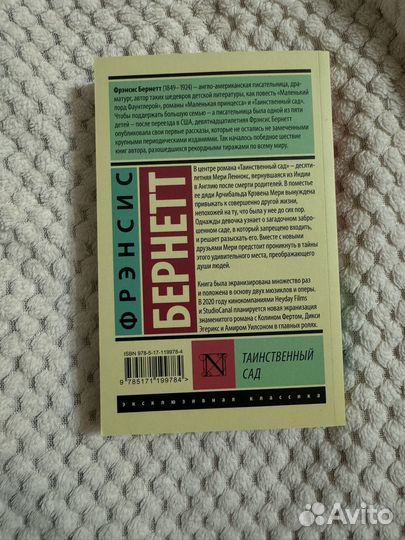 Фрэнсис Бернетт (1849–1924) – англо-американская писательница, дра-
матург, автор таких шедевров детской литературы, как повесть «Маленький
лорд Фаунтлерой», романы «Маленькая принцесса» и «Таинственный сад».
Чтобы поддержать большую семью – а писательница была одной из пяти
детей – после переезда в США, девятнадцатилетняя Фрэнсис Бернетт
опубликовала свои первые рассказы, которые не остались не замеченными
крупными периодическими изданиями. Так началось победное шествие
книг автора, разошедшихся рекордными тиражами по всему миру.
ФРЭНСИС
БЕРНЕТТ
В центре романа «Таинственный сад» – десяти-
летняя Мери Леннокс, вернувшаяся из Индии
в Англию после смерти родителей. В поместье
ее дяди Арчибальда Крэвена Мери вынуждена
привыкать к совершенно другой жизни,
непохожей на ту, что была у нее до сих пор.
Однажды девочка узнает о загадочном забро-
шенном саде, в который запрещено входить,
и решает разыскать его. Вместе с новыми
друзьями Мери предстоит проникнуть в тайны
этого удивительного места, преображающего
души людей.
Книга была экранизирована множество раз
и положена в основу двух мюзиклов и оперы.
В 2020 году кинокомпаниями Heyday Films
и StudioCanal планируется новая экранизация
знаменитого романа с Колином Фертом, Дикси
Эгерикс и Амиром Уилсоном в главных ролях.
ISBN 978-5-17-119978-4
9 785171 199784 >
N
ТАИНСТВЕННЫЙ
САД
эксклюзивная классика
Avito